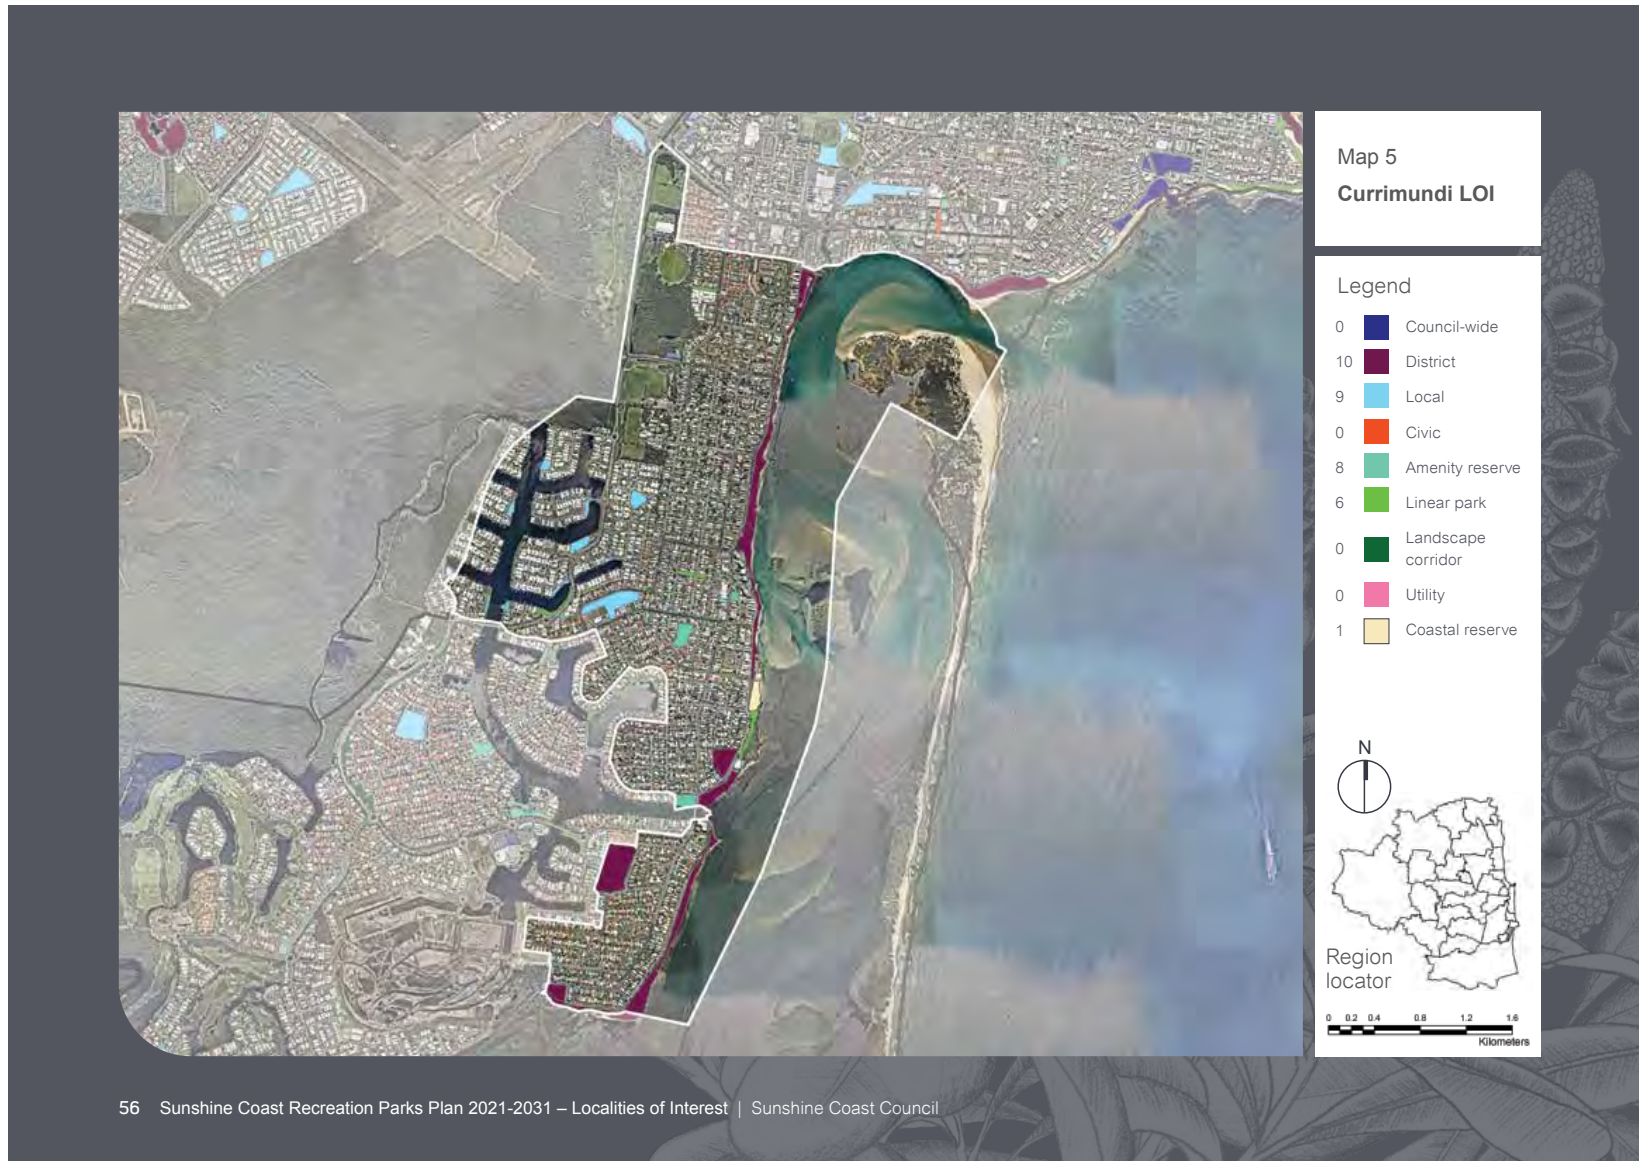 Map 5
Currimundi LOI
Legend
0 Council-wide
10 District
9 Local
0 Civic
8 Amenity reserve
6 Linear park
0 Landscape
corridor
0 Utility
1 Coastal reserve
N
Region
locator
0 0.2 0.4 0.8 1.2 1.6
Kilometers
56 Sunshine Coast Recreation Parks Plan 2021-2031 – Localities of Interest | Sunshine Coast Council